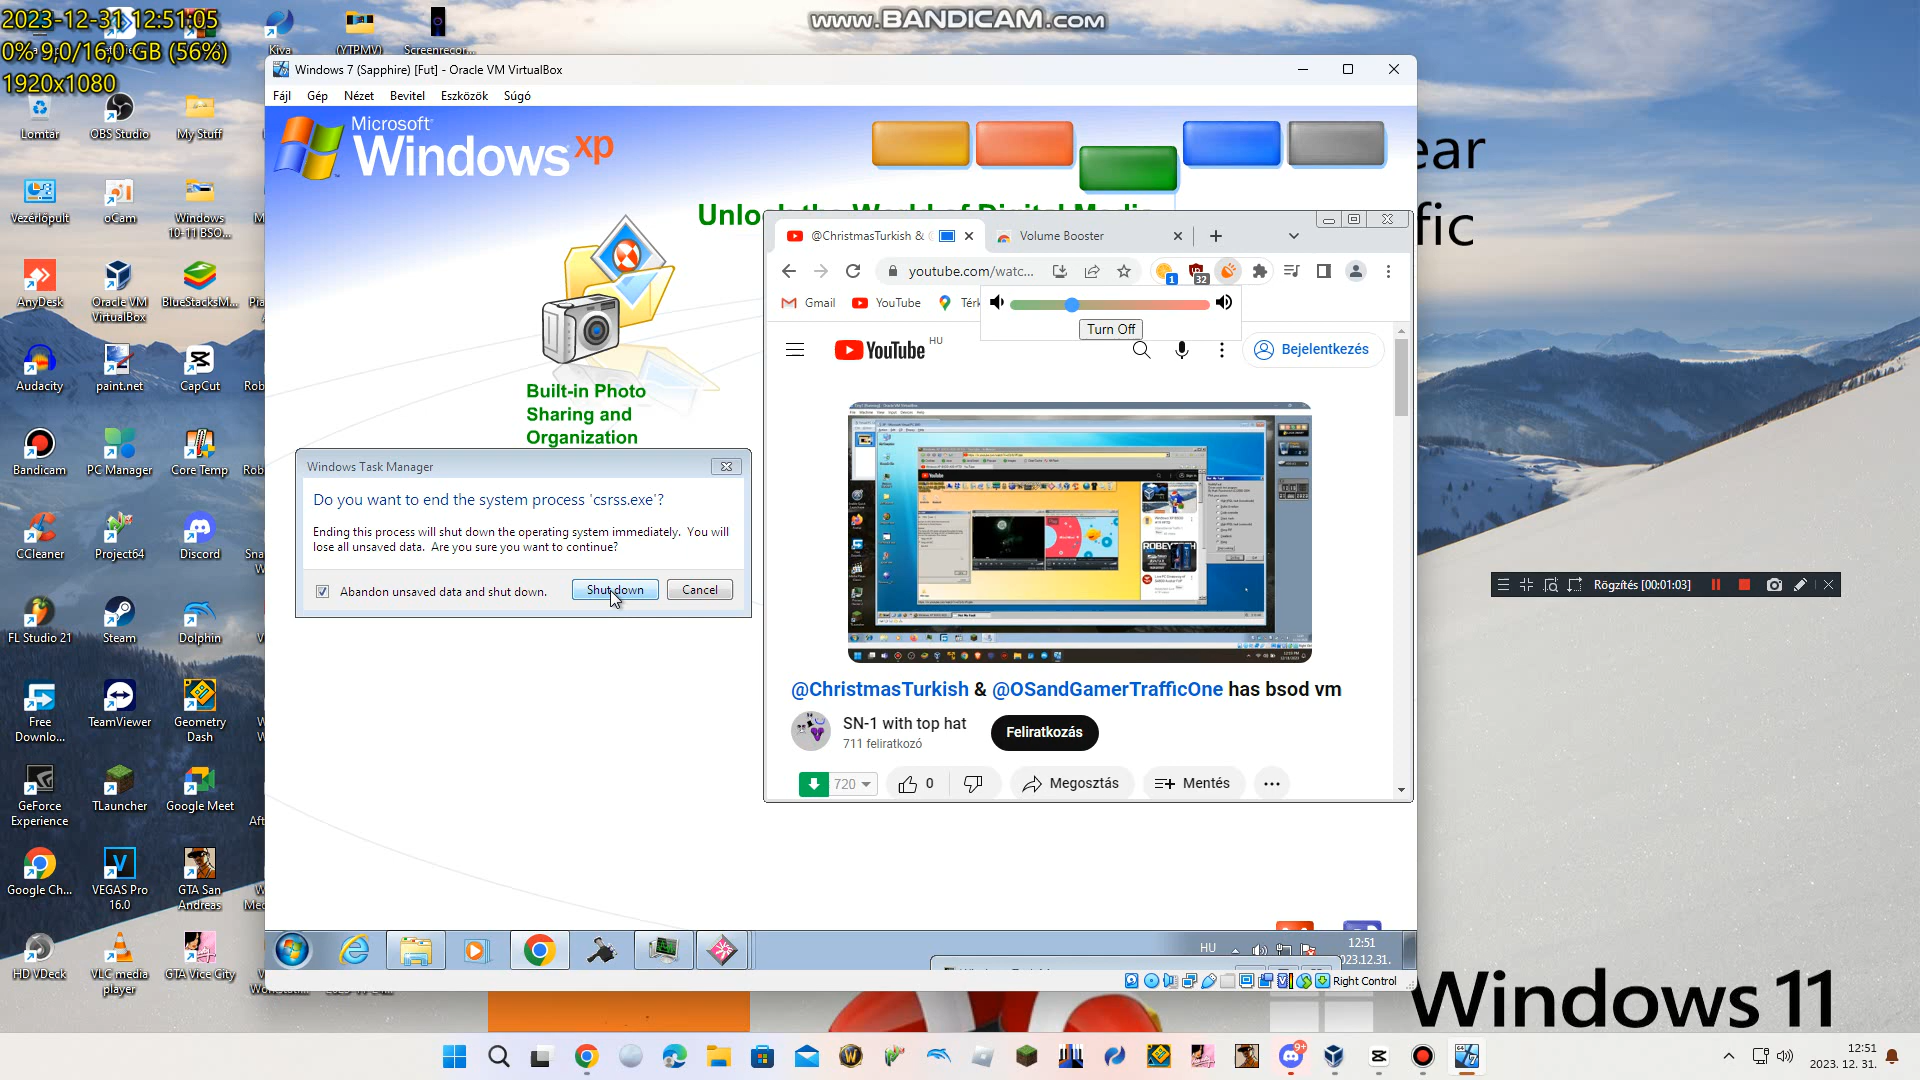 2023-12-31 12:51:05
0% 9,0/16,0 GB (56%)
1920x1080
www.BANDICAM.com
Kiva
(YTPMV)
Screenrecor...
Lomtár
OBS Studio
My Stuff
Vezérlőpult
oCam
Windows
10-11 BSO...
AnyDesk
Oracle VM
VirtualBox
BlueStacksM...
Audacity
paint.net
CapCut
Bandicam
PC Manager
Core Temp
CCleaner
Project64
Discord
FL Studio 21
Steam
Dolphin
Free
Downlo...
TeamViewer
Geometry
Dash
GeForce
Experience
TLauncher
Google Meet
Google Ch...
VEGAS Pro
16.0
GTA San
Andreas
HD VDeck
VLC media
player
GTA Vice City
Windows 7 (Sapphire) [Fut] - Oracle VM VirtualBox
Fájl Gép Nézet Bevitel Eszközök Súgó
Microsoft
Windows xp
Built-in Photo
Sharing and
Organization
Windows Task Manager
Do you want to end the system process 'csrss.exe'?
Ending this process will shut down the operating system immediately. You will
lose all unsaved data. Are you sure you want to continue?
Abandon unsaved data and shut down.
Shut down
Cancel
@ChristmasTurkish &
Volume Booster
youtube.com/watc...
1
32
Gmail
YouTube
Térk
Turn Off
YouTube HU
Bejelentkezés
@ChristmasTurkish & @OSandGamerTrafficOne has bsod vm
SN-1 with top hat
711 feliratkozó
Feliratkozás
720
0
Megosztás
Mentés
HU
12:51
2023.12.31.
Right Control
Rögzítés [00:01:03]
ear
fic
Windows 11
9+
12:51
2023. 12. 31.